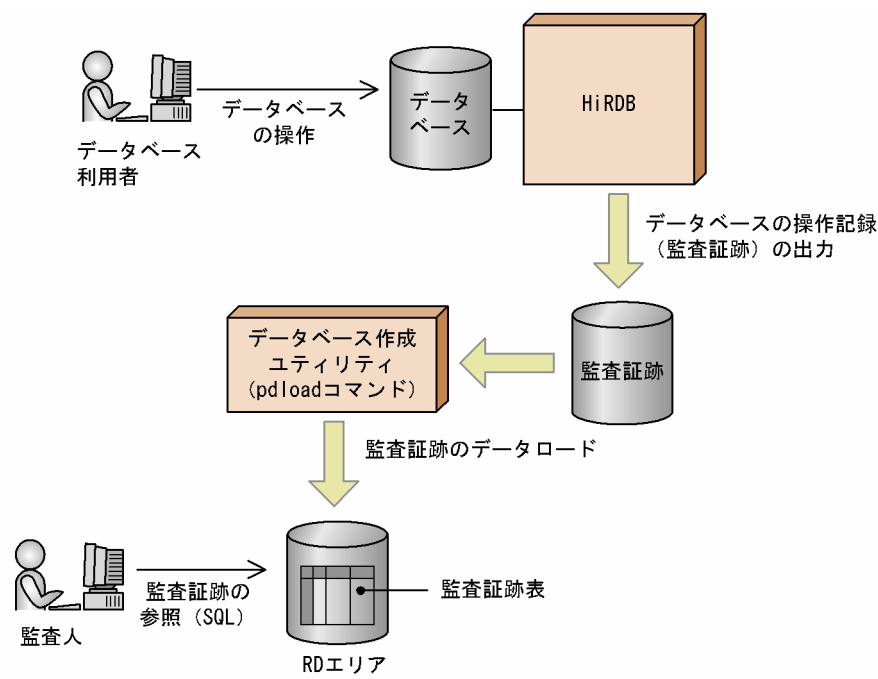 データベース
利用者
データベース
の操作
データ
ベース
HiRDB
データベースの操作記録
(監査証跡)の出力
監査証跡
データベース作成
ユティリティ
(pdloadコマンド)
監査証跡のデータロード
監査人
監査証跡の
参照(SQL)
監査証跡表
RDエリア